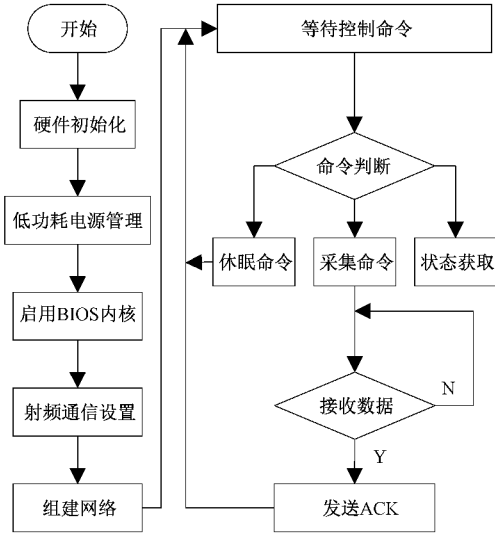 开始
硬件初始化
低功耗电源管理
启用BIOS内核
射频通信设置
组建网络
等待控制命令
命令判断
休眠命令
采集命令
状态获取
接收数据
N
Y
发送ACK